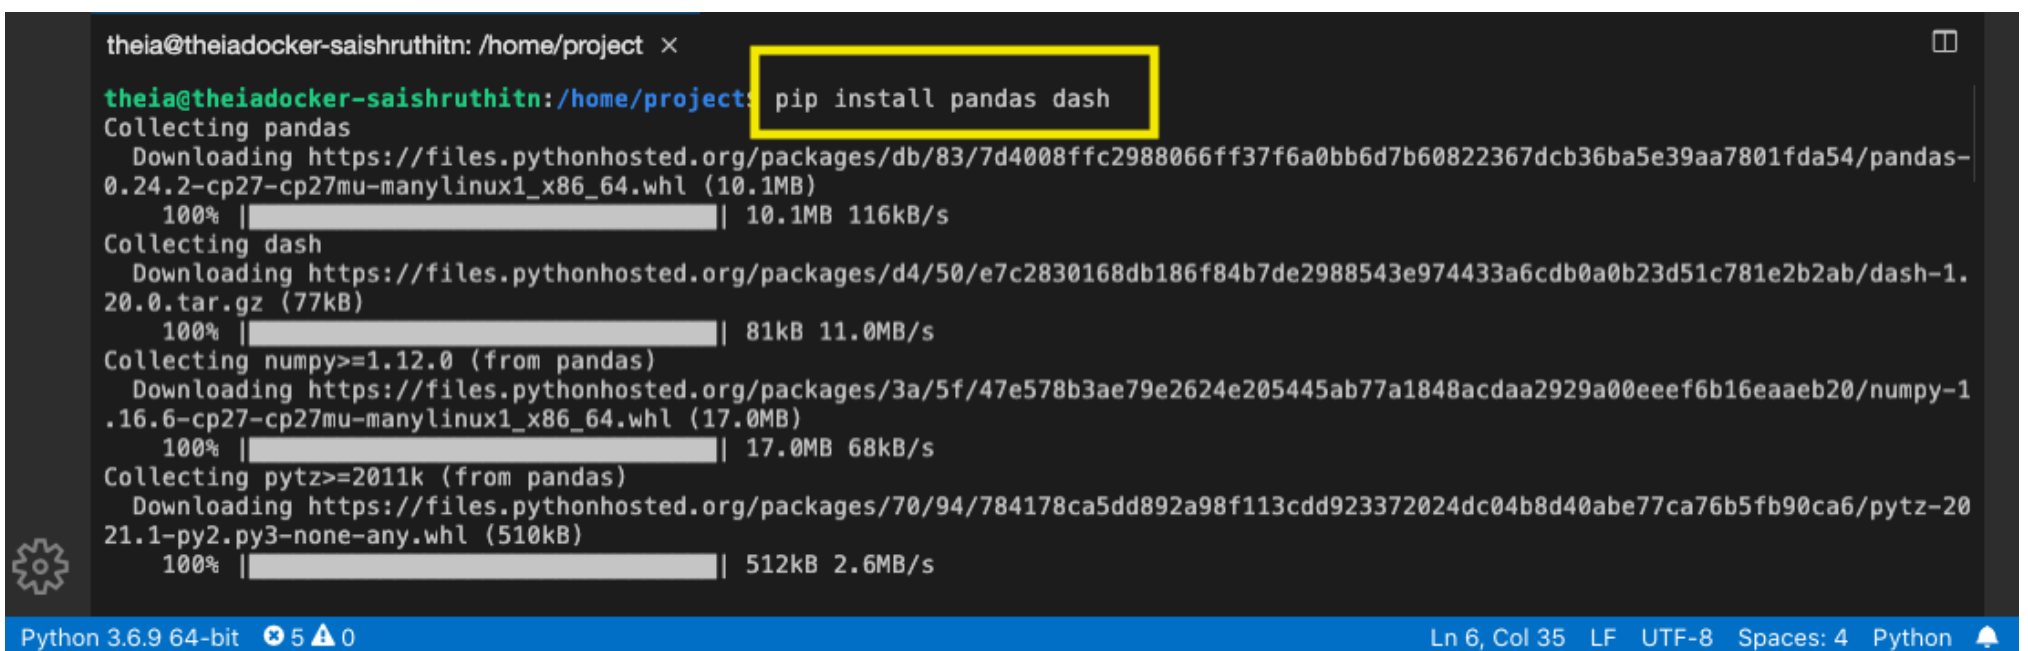 theia@theiadocker-saishruthitn: /home/project ×
theia@theiadocker-saishruthitn:/home/project$ pip install pandas dash
Collecting pandas
Downloading https://files.pythonhosted.org/packages/db/83/7d4008ffc2988066ff37f6a0bb6d7b60822367dcb36ba5e39aa7801fda54/pandas-
0.24.2-cp27-cp27mu-manylinux1_x86_64.whl (10.1MB)
100% || 10.1MB 116kB/s
Collecting dash
Downloading https://files.pythonhosted.org/packages/d4/50/e7c2830168db186f84b7de2988543e974433a6cdb0a0b23d51c781e2b2ab/dash-1.
20.0.tar.gz (77kB)
100% || 81kB 11.0MB/s
Collecting numpy>=1.12.0 (from pandas)
Downloading https://files.pythonhosted.org/packages/3a/5f/47e578b3ae79e2624e205445ab77a1848acdaa2929a00eeef6b16eaaeb20/numpy-1
.16.6-cp27-cp27mu-manylinux1_x86_64.whl (17.0MB)
100% || 17.0MB 68kB/s
Collecting pytz>=2011k (from pandas)
Downloading https://files.pythonhosted.org/packages/70/94/784178ca5dd892a98f113cdd923372024dc04b8d40abe77ca76b5fb90ca6/pytz-20
21.1-py2.py3-none-any.whl (510kB)
100% || 512kB 2.6MB/s
Python 3.6.9 64-bit 5 0 Ln 6, Col 35 LF UTF-8 Spaces: 4 Python